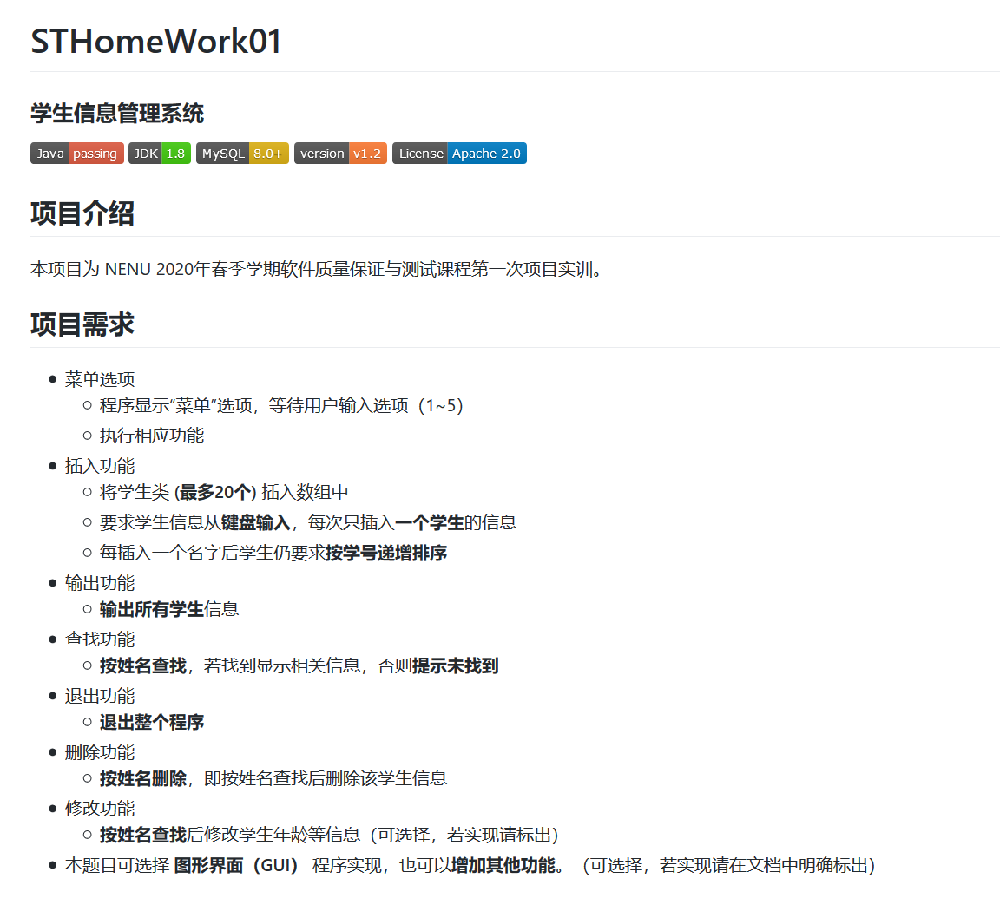 STHomeWork01
学生信息管理系统
Java passing JDK 1.8 MySQL 8.0+ version v1.2 License Apache 2.0
项目介绍
本项目为 NENU 2020年春季学期软件质量保证与测试课程第一次项目实训。
项目需求
菜单选项
程序显示“菜单”选项，等待用户输入选项（1~5）
执行相应功能
插入功能
将学生类 (最多20个) 插入数组中
要求学生信息从键盘输入，每次只插入一个学生的信息
每插入一个名字后学生仍要求按学号递增排序
输出功能
输出所有学生信息
查找功能
按姓名查找，若找到显示相关信息，否则提示未找到
退出功能
退出整个程序
删除功能
按姓名删除，即按姓名查找后删除该学生信息
修改功能
按姓名查找后修改学生年龄等信息（可选择，若实现请标出）
本题目可选择 图形界面（GUI） 程序实现，也可以增加其他功能。（可选择，若实现请在文档中明确标出）